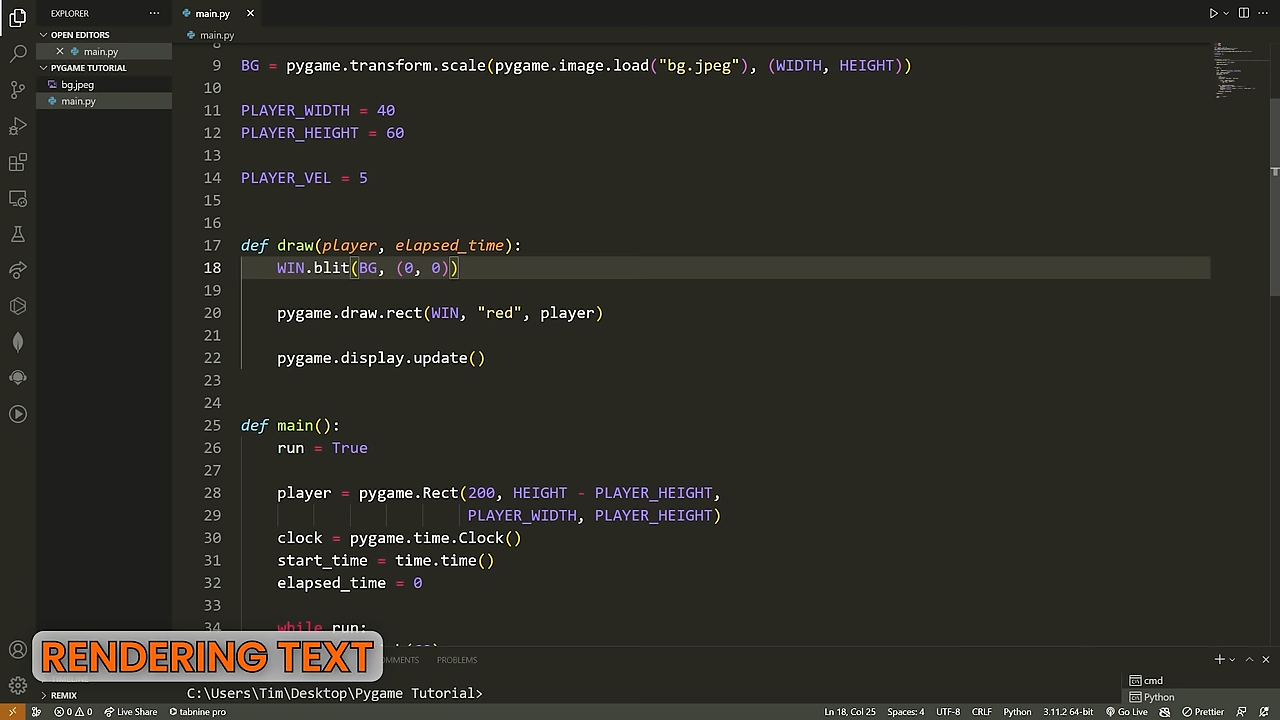 EXPLORER
main.py
OPEN EDITORS
main.py
main.py
PYGAME TUTORIAL
bg.jpeg
main.py
8
9 BG = pygame.transform.scale(pygame.image.load("bg.jpeg"), (WIDTH, HEIGHT))
10
11 PLAYER_WIDTH = 40
12 PLAYER_HEIGHT = 60
13
14 PLAYER_VEL = 5
15
16
17 def draw(player, elapsed_time):
18 WIN.blit(BG, (0, 0))
19
20 pygame.draw.rect(WIN, "red", player)
21
22 pygame.display.update()
23
24
25 def main():
26 run = True
27
28 player = pygame.Rect(200, HEIGHT - PLAYER_HEIGHT,
29 PLAYER_WIDTH, PLAYER_HEIGHT)
30 clock = pygame.time.Clock()
31 start_time = time.time()
32 elapsed_time = 0
33
34 while run:
RENDERING TEXT
PROBLEMS
cmd
REMIX
C:\Users\Tim\Desktop\Pygame Tutorial>
Python
0 0 Live Share tabnine pro Ln 18, Col 25 Spaces: 4 UTF-8 CRLF Python 3.11.2 64-bit Go Live Prettier